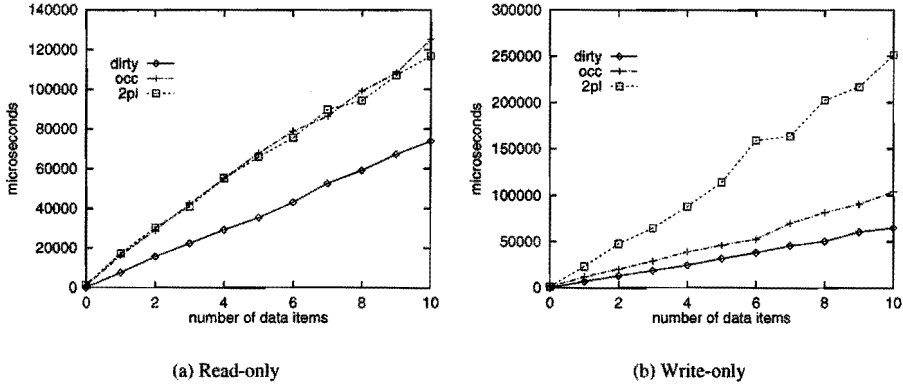 140000
120000
100000
80000
60000
40000
20000
0
microseconds
dirty
occ
2pl
0 2 4 6 8 10
number of data items
(a) Read-only
300000
250000
200000
150000
100000
50000
0
microseconds
dirty
occ
2pl
0 2 4 6 8 10
number of data items
(b) Write-only